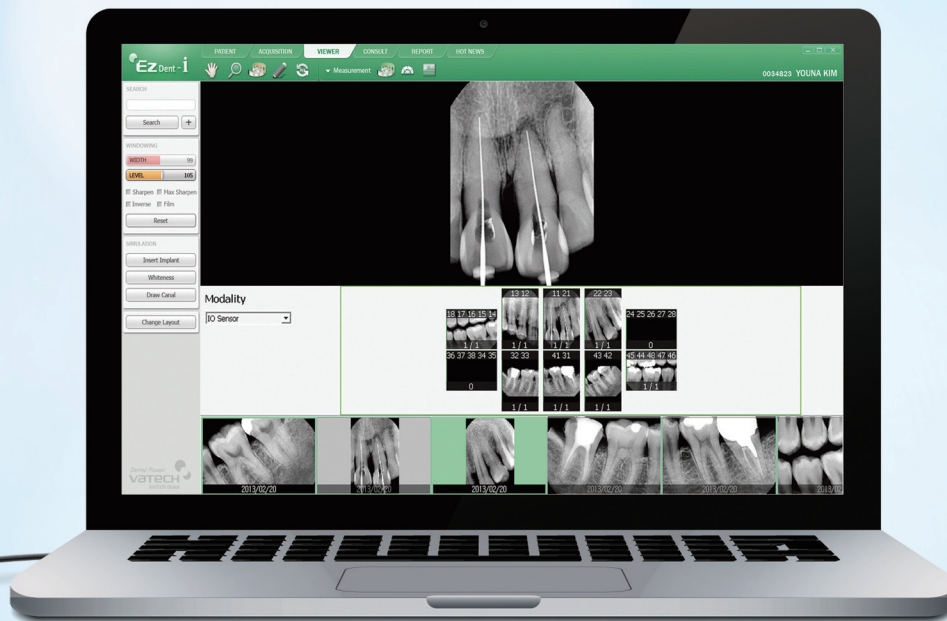 Ez Dent-i
PATIENT ACQUISITION VIEWER CONSULT REPORT HOT NEWS
Measurement
0034823 YOUNA KIM
SEARCH
Search +
WINDOWING
WIDTH 99
LEVEL 105
Sharpen Max Sharpen
Inverse Film
Reset
SIMULATION
Insert Implant
Whiteness
Draw Canal
Change Layout
Modality
IO Sensor
13 12 11 21 22 23
18 17 16 15 14 24 25 26 27 28
1 / 1 1 / 1 1 / 1 1 / 1 0
36 37 38 34 35 32 33 41 31 43 42 45 44 48 47 46
0 1 / 1
1 / 1 1 / 1 1 / 1
2013/02/20 2013/02/20 2013/02/20 2013/02/20 2013/02/20 2013/02
vatech